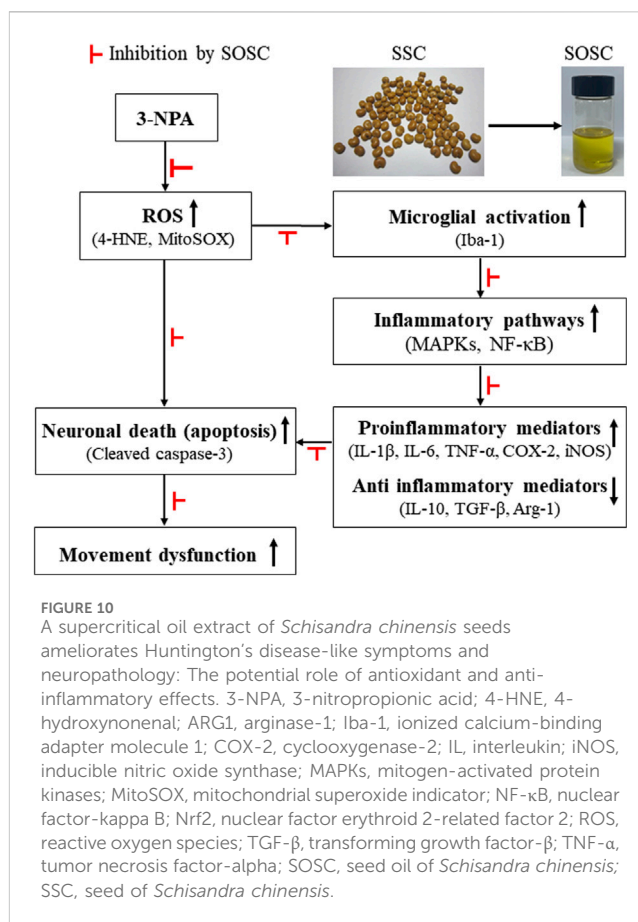 Inhibition by SOSC
SSC
SOSC
3-NPA
ROS ↑
(4-HNE, MitoSOX)
Microglial activation ↑
(Iba-1)
Inflammatory pathways ↑
(MAPKs, NF-κB)
Neuronal death (apoptosis) ↑
(Cleaved caspase-3)
Proinflammatory mediators ↑
(IL-1β, IL-6, TNF-α, COX-2, iNOS)
Anti inflammatory mediators ↓
(IL-10, TGF-β, Arg-1)
Movement dysfunction ↑
FIGURE 10
A supercritical oil extract of Schisandra chinensis seeds
ameliorates Huntington's disease-like symptoms and
neuropathology: The potential role of antioxidant and anti-
inflammatory effects. 3-NPA, 3-nitropropionic acid; 4-HNE, 4-
hydroxynonenal; ARG1, arginase-1; Iba-1, ionized calcium-binding
adapter molecule 1; COX-2, cyclooxygenase-2; IL, interleukin; iNOS,
inducible nitric oxide synthase; MAPKs, mitogen-activated protein
kinases; MitoSOX, mitochondrial superoxide indicator; NF-κB, nuclear
factor-kappa B; Nrf2, nuclear factor erythroid 2-related factor 2; ROS,
reactive oxygen species; TGF-β, transforming growth factor-β; TNF-α,
tumor necrosis factor-alpha; SOSC, seed oil of Schisandra chinensis;
SSC, seed of Schisandra chinensis.